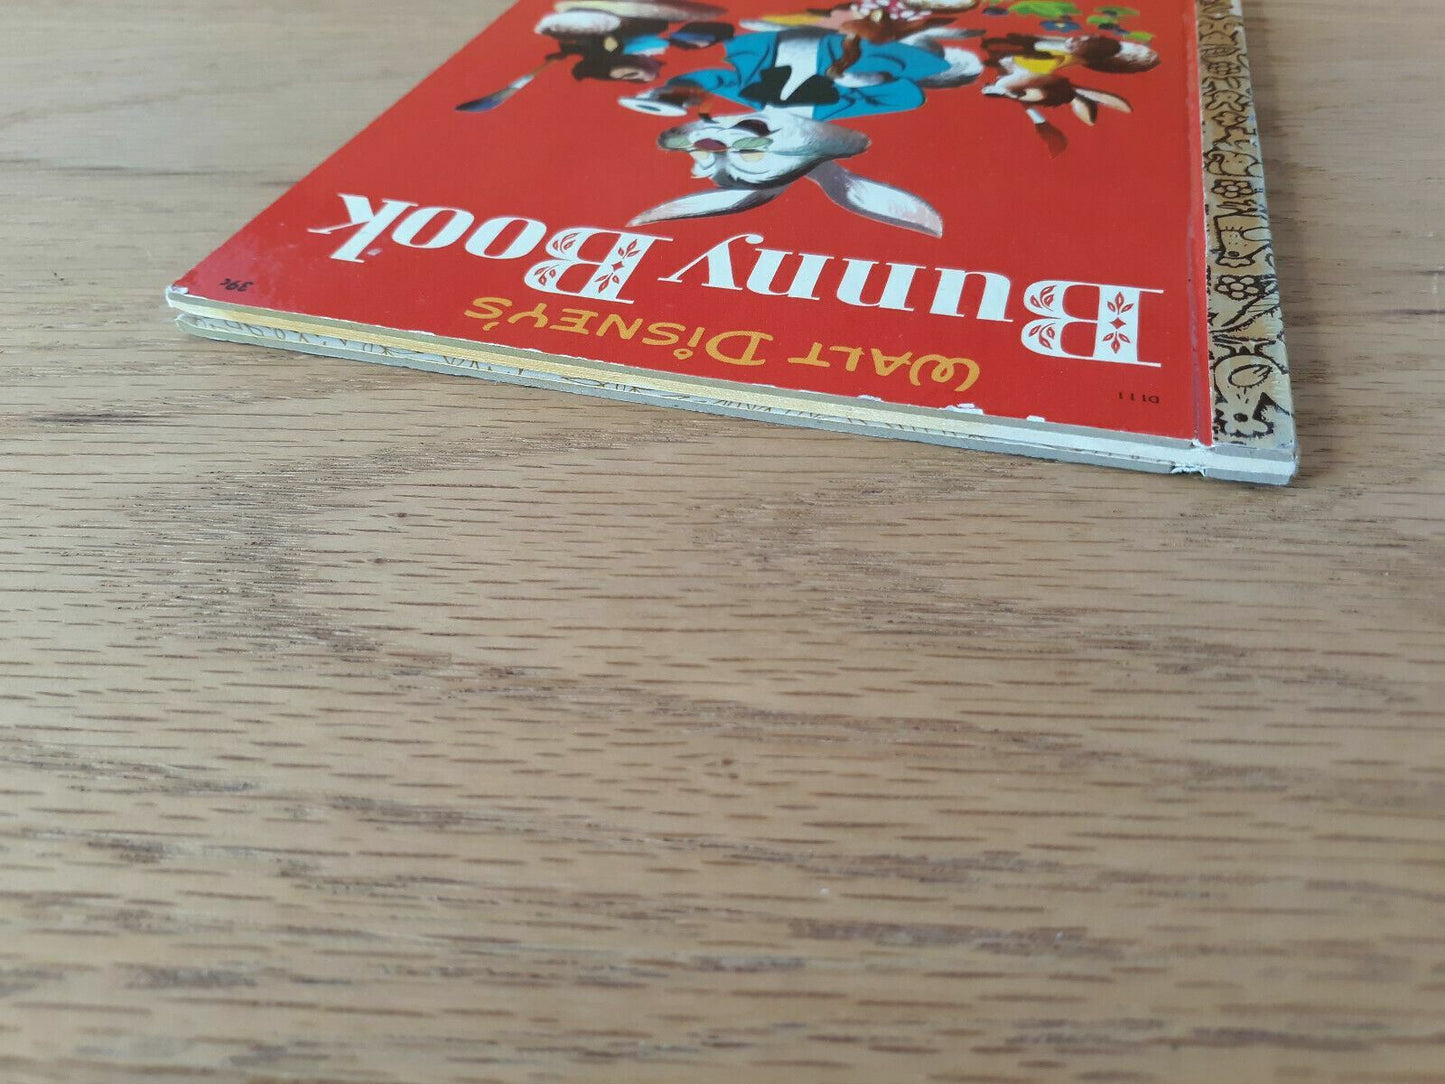 D111
WALT DISNEY'S
Bunny Book
39¢